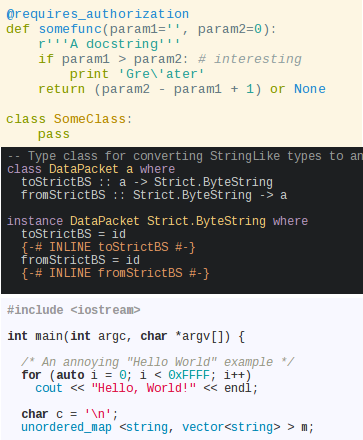 @requires_authorization
def somefunc(param1='', param2=0):
    r'''A docstring'''
    if param1 > param2: # interesting
        print 'Gre\'ater'
    return (param2 - param1 + 1) or None

class SomeClass:
    pass
-- Type class for converting StringLike types to an
class DataPacket a where
  toStrictBS :: a -> Strict.ByteString
  fromStrictBS :: Strict.ByteString -> a

instance DataPacket Strict.ByteString where
  toStrictBS = id
  {-# INLINE toStrictBS #-}
  fromStrictBS = id
  {-# INLINE fromStrictBS #-}
#include <iostream>

int main(int argc, char *argv[]) {

  /* An annoying "Hello World" example */
  for (auto i = 0; i < 0xFFFF; i++)
    cout << "Hello, World!" << endl;

  char c = '\n';
  unordered_map <string, vector<string> > m;